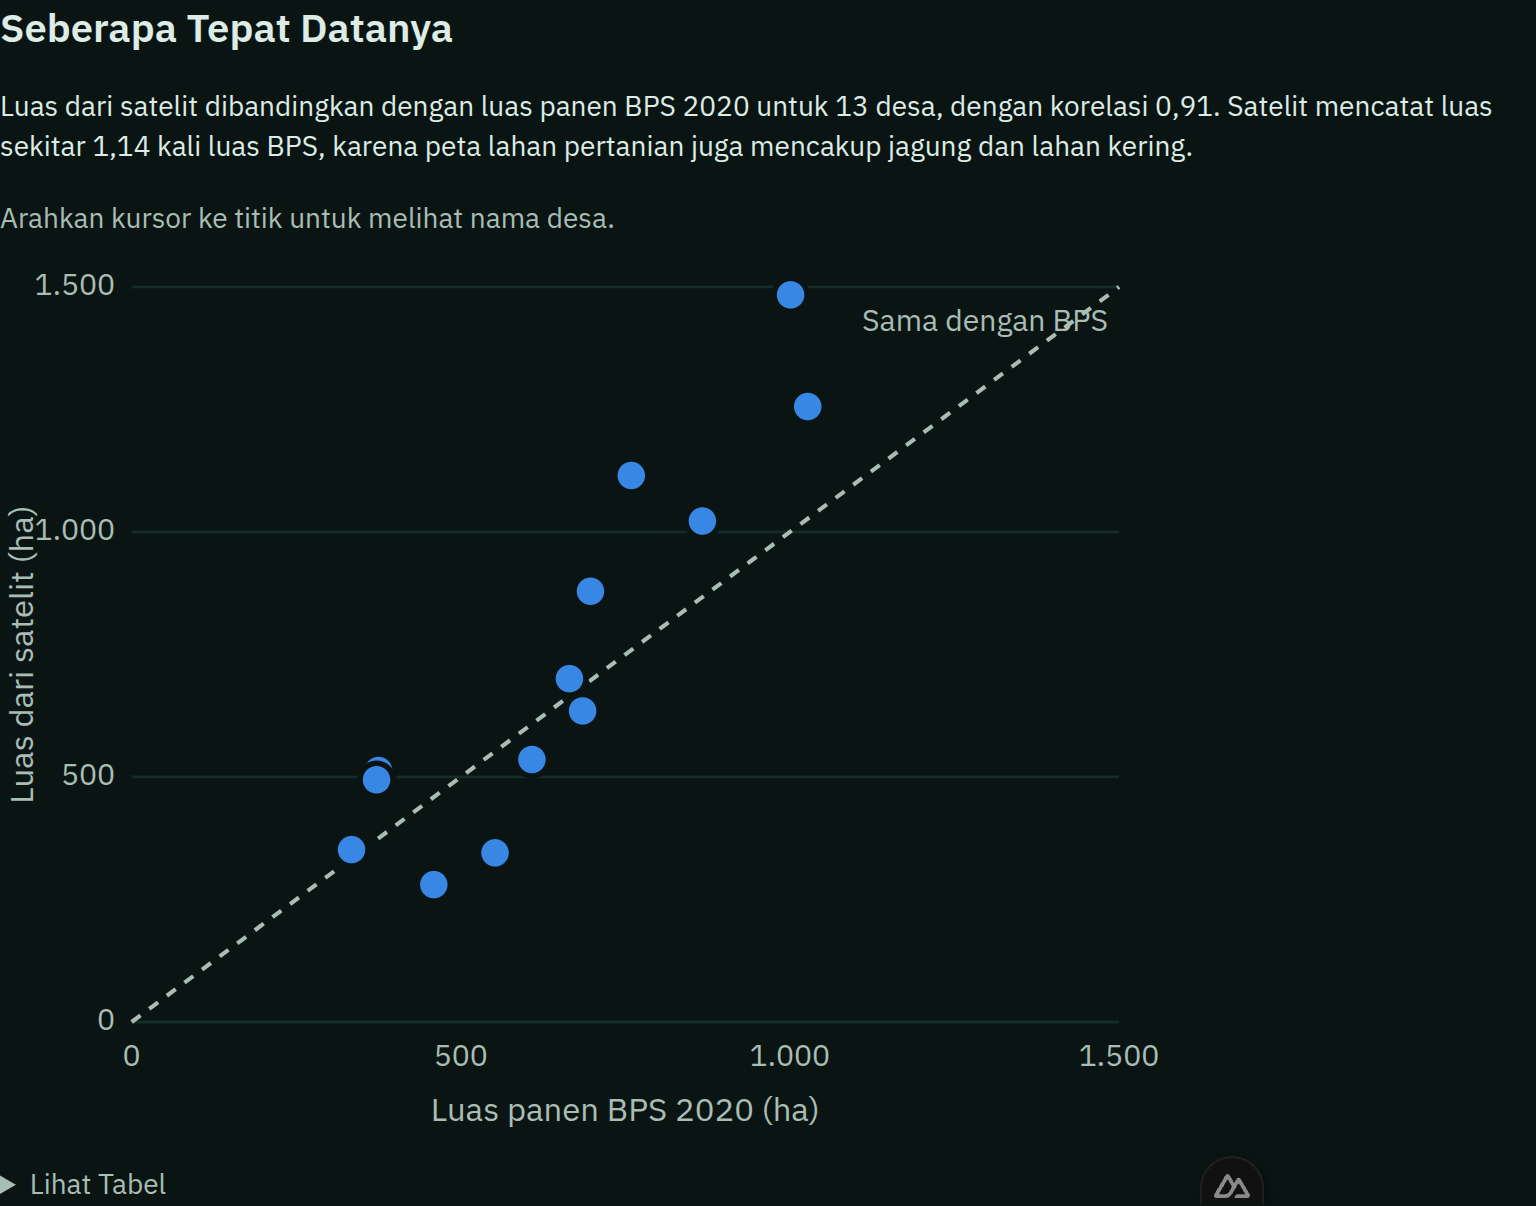 Seberapa Tepat Datanya
Luas dari satelit dibandingkan dengan luas panen BPS 2020 untuk 13 desa, dengan korelasi 0,91. Satelit mencatat luas
sekitar 1,14 kali luas BPS, karena peta lahan pertanian juga mencakup jagung dan lahan kering.
Arahkan kursor ke titik untuk melihat nama desa.
1.500
Sama dengan BPS
1.000
Luas dari satelit (ha)
500
0
0
500
1.000
1.500
Luas panen BPS 2020 (ha)
Lihat Tabel